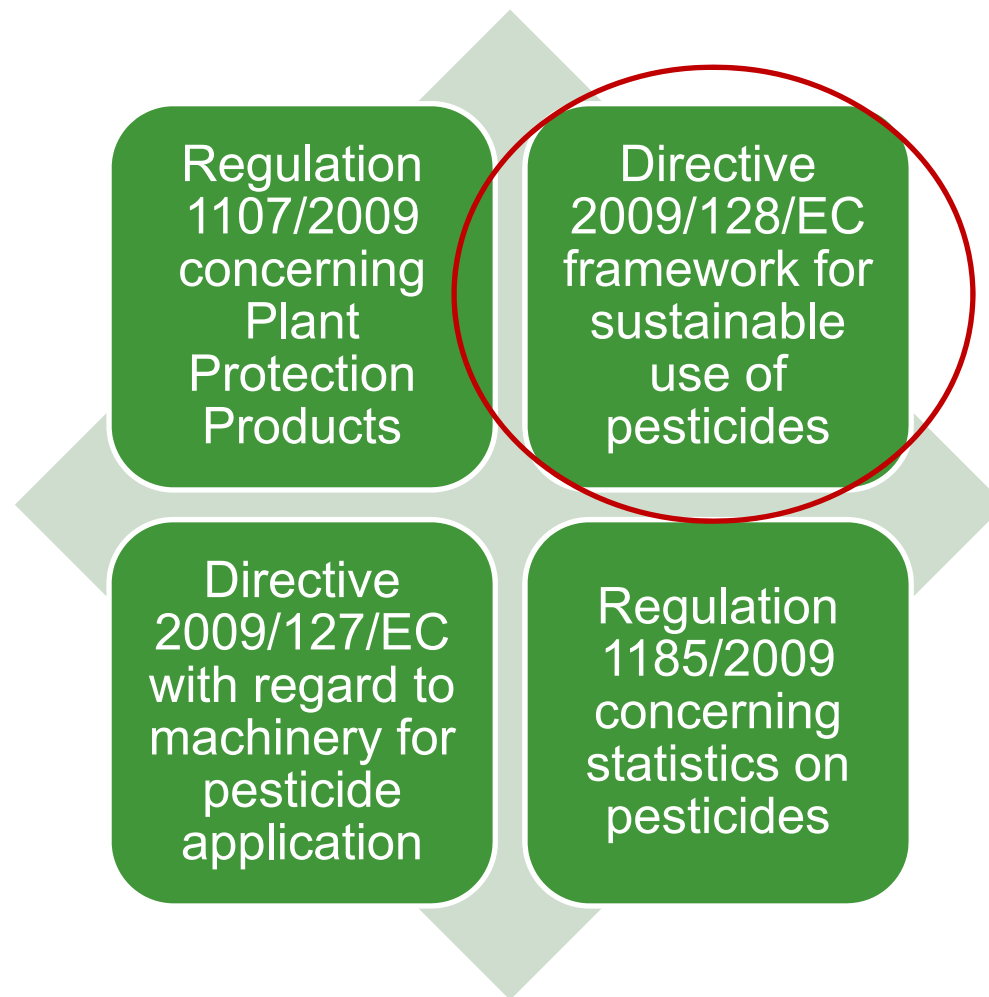 Regulation
1107/2009
concerning
Plant
Protection
Products
Directive
2009/128/EC
framework for
sustainable
use of
pesticides
Directive
2009/127/EC
with regard to
machinery for
pesticide
application
Regulation
1185/2009
concerning
statistics on
pesticides